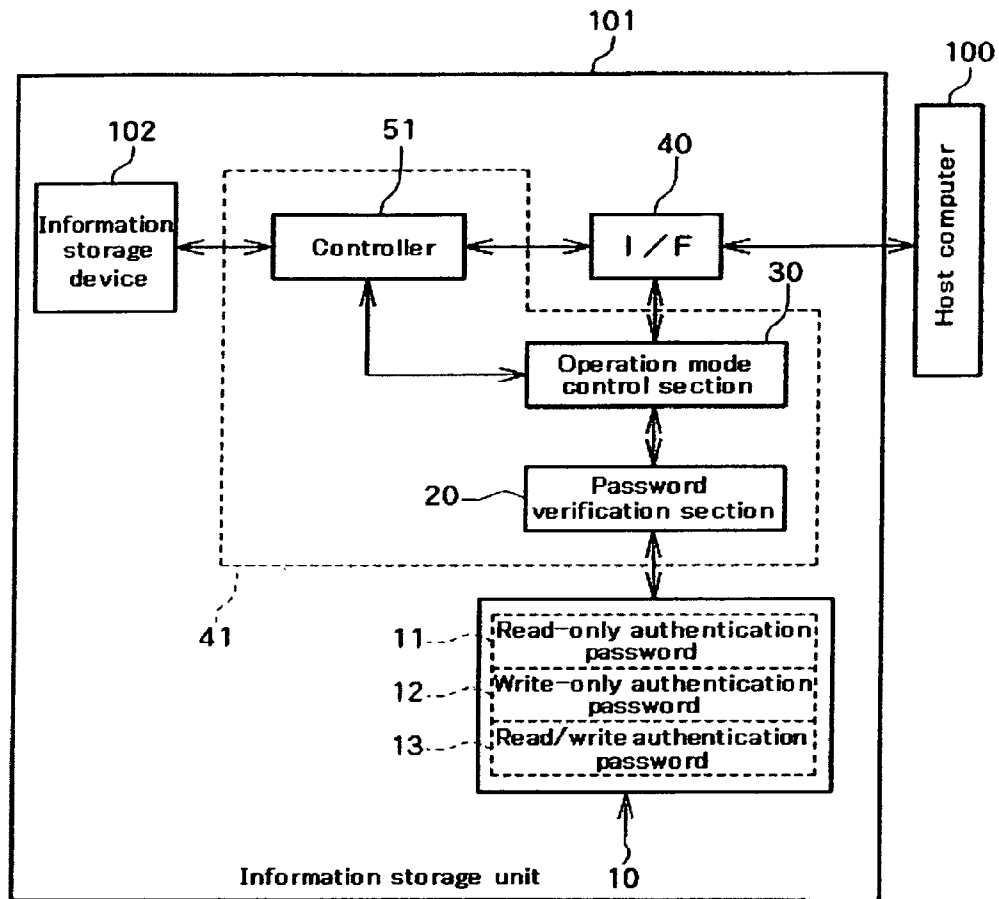 101
100
102
51
40
Information
storage
device
Controller
I/F
Host computer
30
Operation mode
control section
20
Password
verification section
41
11
Read-only authentication
password
12
Write-only authentication
password
13
Read/write authentication
password
Information storage unit
10